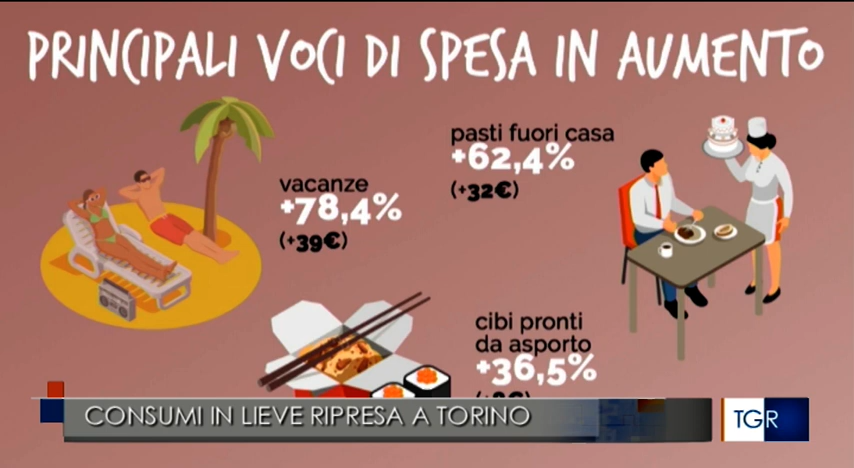 PRINCIPALI VOCI DI SPESA IN AUMENTO
vacanze
+78,4%
(+39€)
pasti fuori casa
+62,4%
(+32€)
cibi pronti
da asporto
+36,5%
CONSUMI IN LIEVE RIPRESA A TORINO
TGR